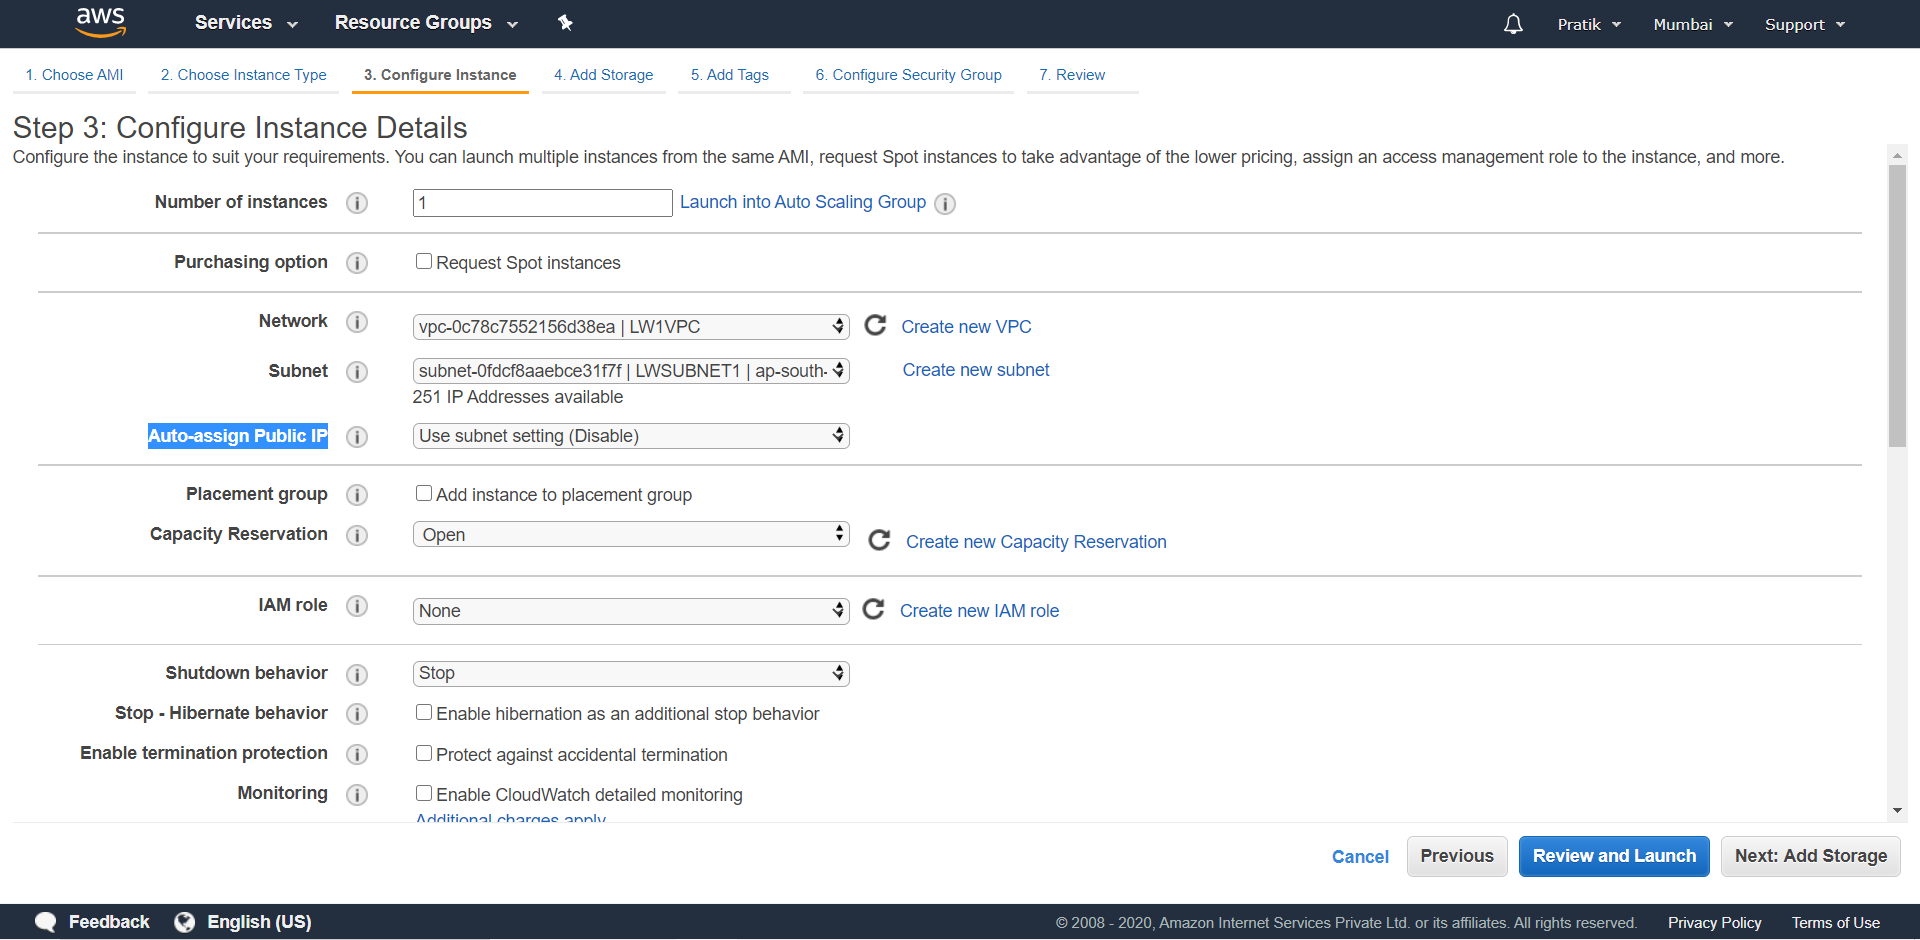 aws Services Resource Groups Pratik Mumbai Support
1. Choose AMI 2. Choose Instance Type 3. Configure Instance 4. Add Storage 5. Add Tags 6. Configure Security Group 7. Review
Step 3: Configure Instance Details
Configure the instance to suit your requirements. You can launch multiple instances from the same AMI, request Spot instances to take advantage of the lower pricing, assign an access management role to the instance, and more.
Number of instances i 1 Launch into Auto Scaling Group i
Purchasing option i Request Spot instances
Network i vpc-0c78c7552156d38ea | LW1VPC Create new VPC
Subnet i subnet-0fdcf8aaebce31f7f | LWSUBNET1 | ap-south- Create new subnet
251 IP Addresses available
Auto-assign Public IP i Use subnet setting (Disable)
Placement group i Add instance to placement group
Capacity Reservation i Open Create new Capacity Reservation
IAM role i None Create new IAM role
Shutdown behavior i Stop
Stop - Hibernate behavior i Enable hibernation as an additional stop behavior
Enable termination protection i Protect against accidental termination
Monitoring i Enable CloudWatch detailed monitoring
Additional charges apply
Cancel Previous Review and Launch Next: Add Storage
Feedback English (US) © 2008 - 2020, Amazon Internet Services Private Ltd. or its affiliates. All rights reserved. Privacy Policy Terms of Use